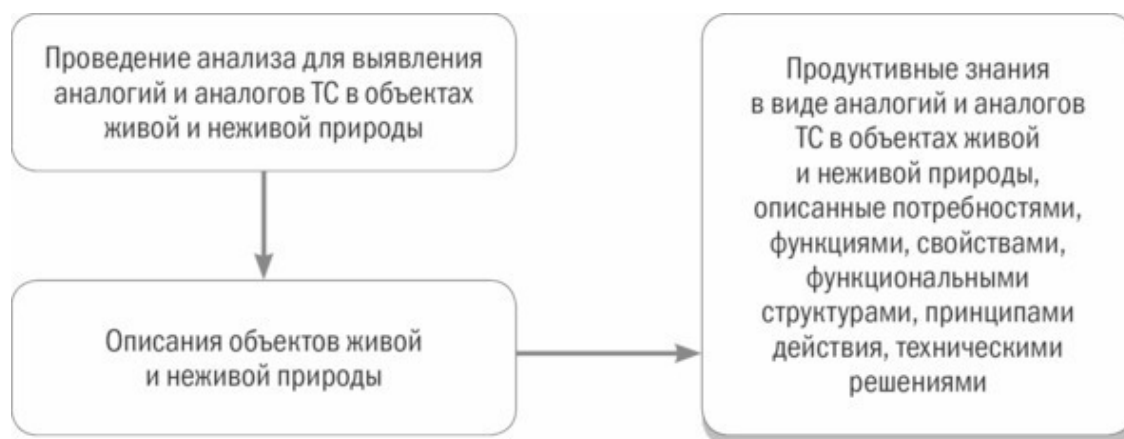 Проведение анализа для выявления
аналогий и аналогов ТС в объектах
живой и неживой природы
Описания объектов живой
и неживой природы
Продуктивные знания
в виде аналогий и аналогов
ТС в объектах живой
и неживой природы,
описанные потребностями,
функциями, свойствами,
функциональными
структурами, принципами
действия, техническими
решениями